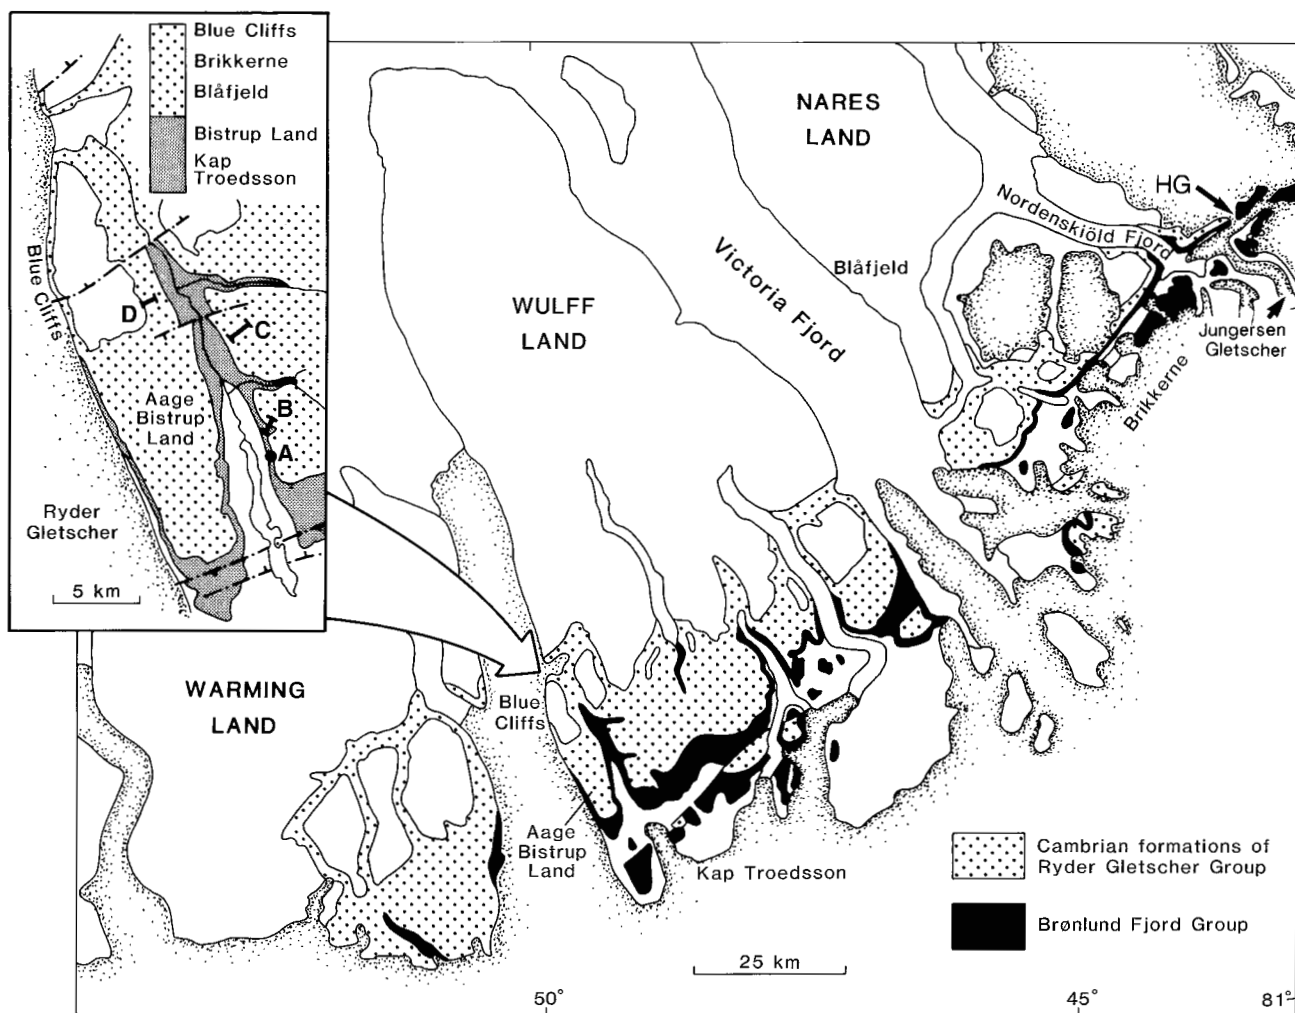 Blue Cliffs
Brikkerne
Blåfjeld
Bistrup Land
Kap
Troedsson
Blue Cliffs
D
C
B
A
Aage
Bistrup
Land
Ryder
Gletscher
5 km
NARES
LAND
HG
Nordenskiöld Fjord
Blåfjeld
Victoria Fjord
WULFF
LAND
Jungersen
Gletscher
Brikkerne
WARMING
LAND
Blue
Cliffs
Aage
Bistrup
Land
Kap Troedsson
Cambrian formations of
Ryder Gletscher Group
Brønlund Fjord Group
25 km
50°
45°
81°